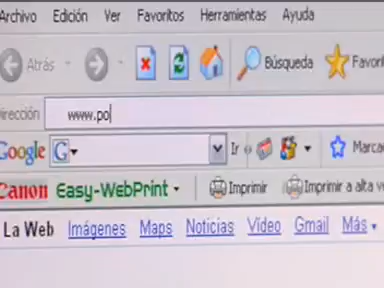 Archivo Edición Ver Favoritos Herramientas Ayuda
Atrás Búsqueda Favori
irección www.po
Google G Ir Marca
Canon Easy-WebPrint Imprimir Imprimir a alta ve
La Web Imágenes Maps Noticias Vídeo Gmail Más